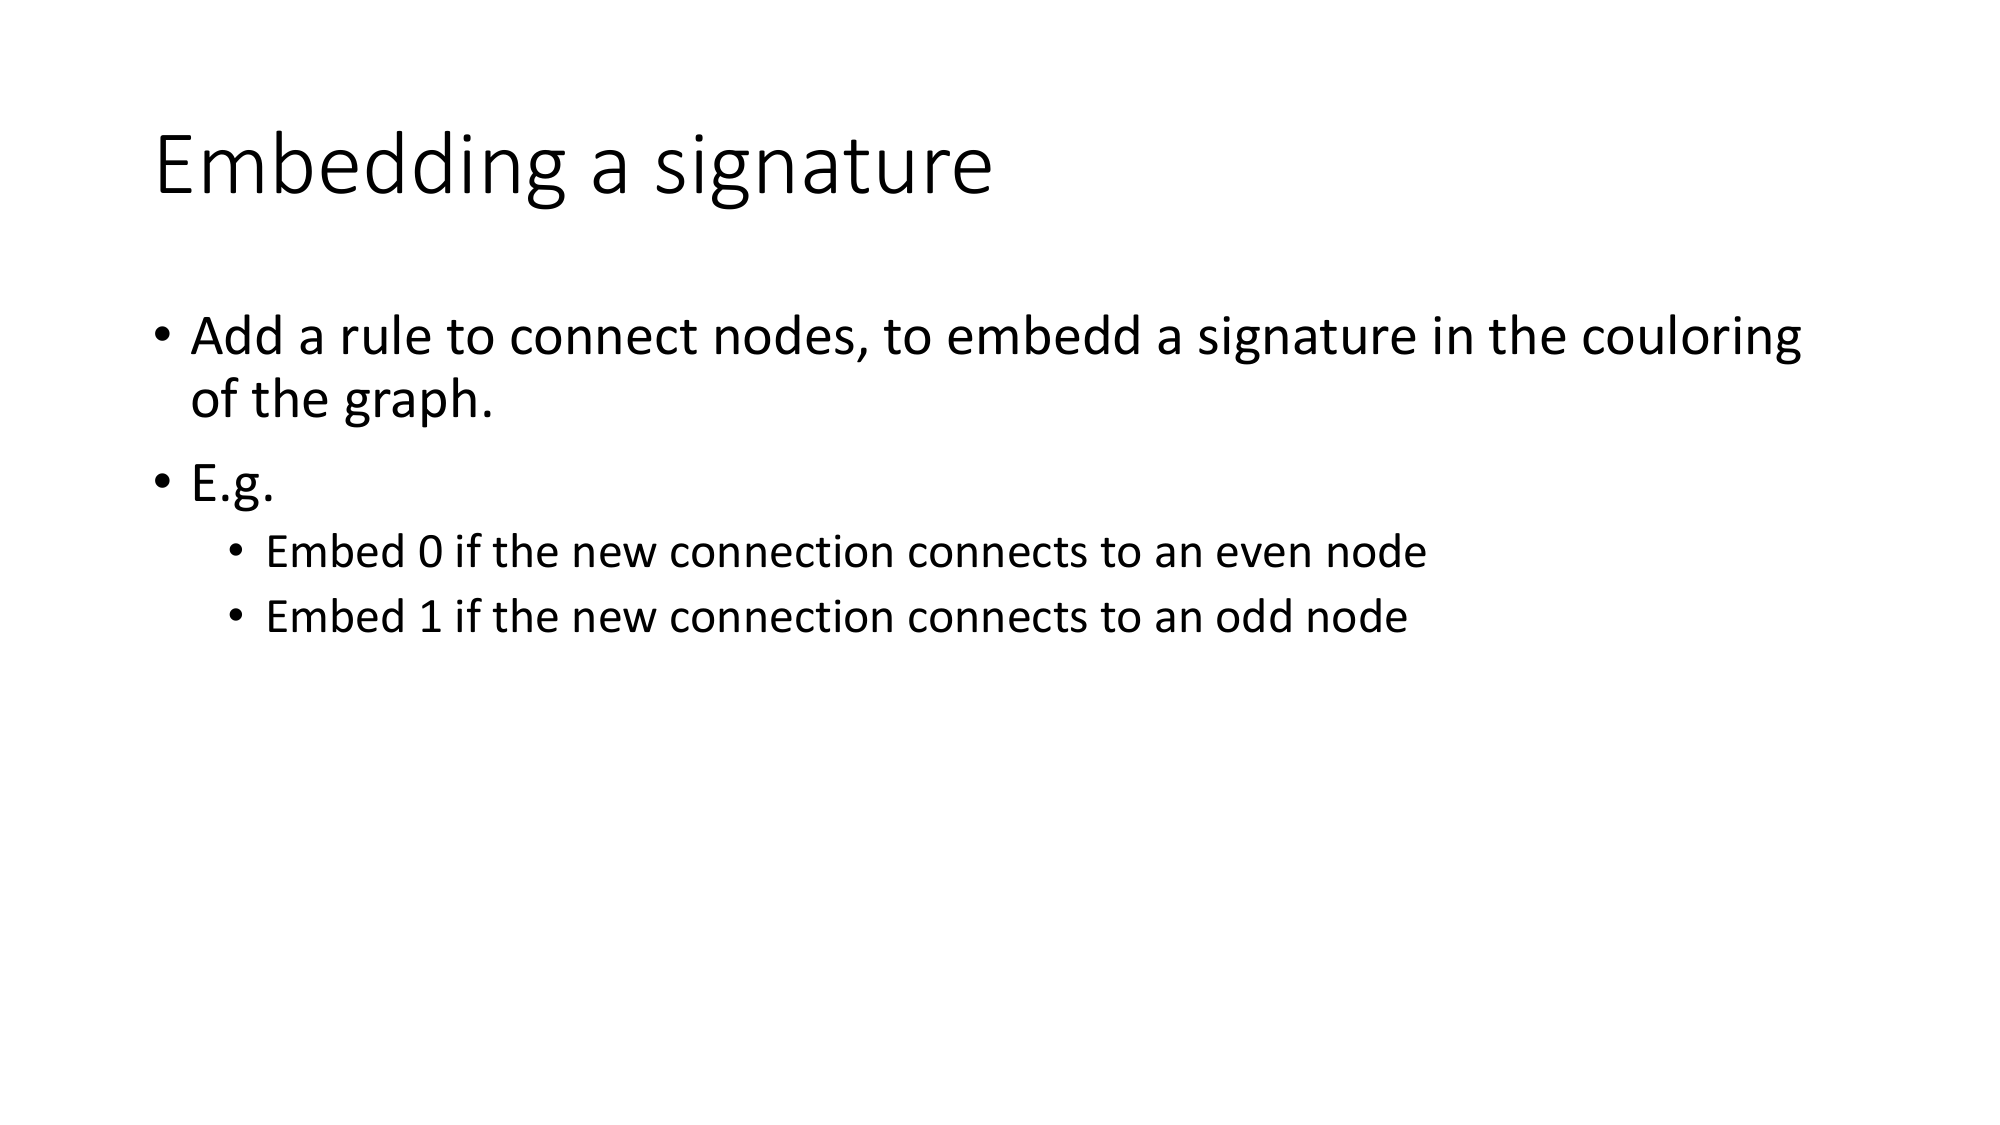 Embedding a signature
• Add a rule to connect nodes, to embedd a signature in the couloring
of the graph.
• E.g.
• Embed 0 if the new connection connects to an even node
• Embed 1 if the new connection connects to an odd node